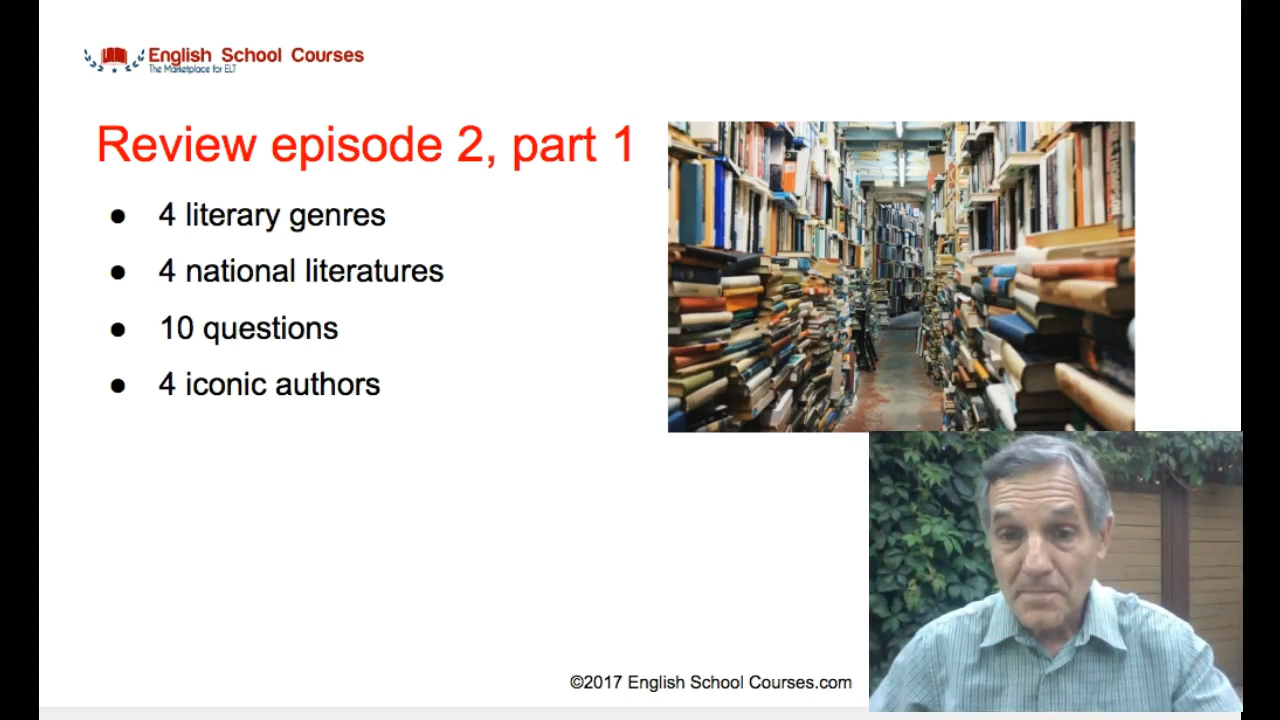 English School Courses
The Marketplace for ELT
Review episode 2, part 1
● 4 literary genres
● 4 national literatures
● 10 questions
● 4 iconic authors
©2017 English School Courses.com